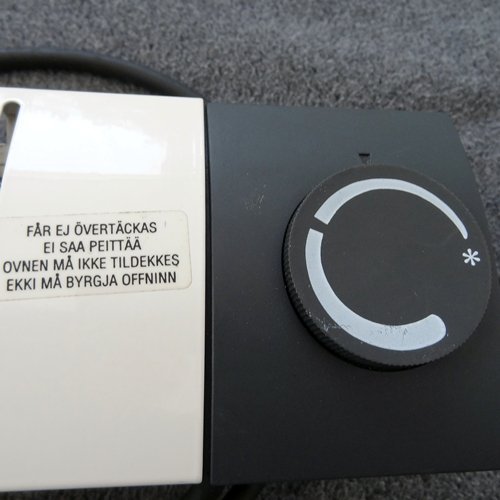 FÅR EJ ÖVERTÄCKAS
EI SAA PEITTÄÄ
OVNEN MÅ IKKE TILDEKKES
EKKI MÅ BYRGJA OFFNINN